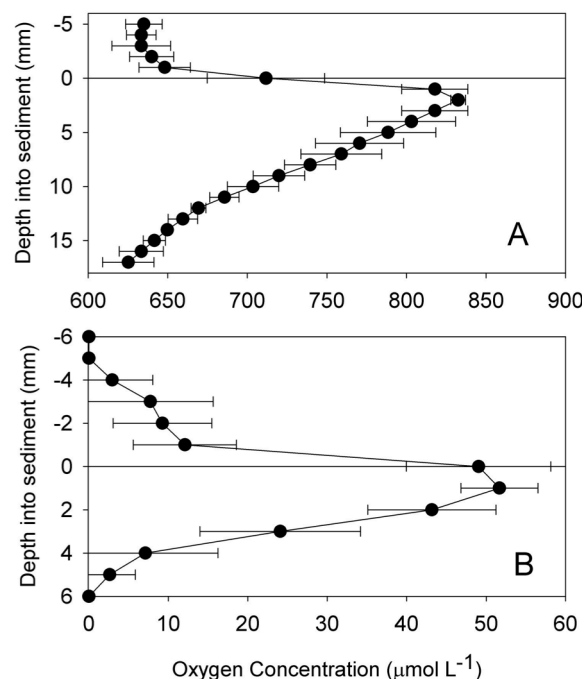 -5
0
5
10
15
Depth into sediment (mm)
A
600 650 700 750 800 850 900
-6
-4
-2
0
2
4
6
Depth into sediment (mm)
B
0 10 20 30 40 50 60
Oxygen Concentration (μmol L⁻¹)